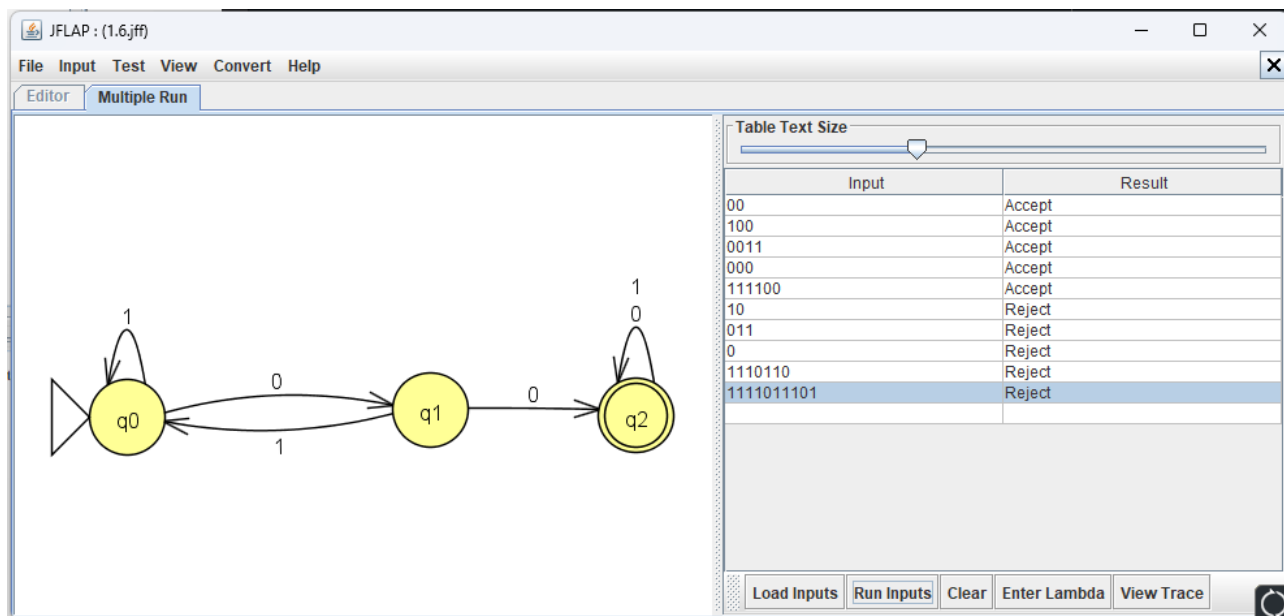 JFLAP : (1.6.jff)
File Input Test View Convert Help
Editor Multiple Run
Table Text Size
Input Result
00 Accept
100 Accept
0011 Accept
000 Accept
111100 Accept
10 Reject
011 Reject
0 Reject
1110110 Reject
1111011101 Reject
1
1
0
0
0
q0
q1
q2
1
Load Inputs Run Inputs Clear Enter Lambda View Trace